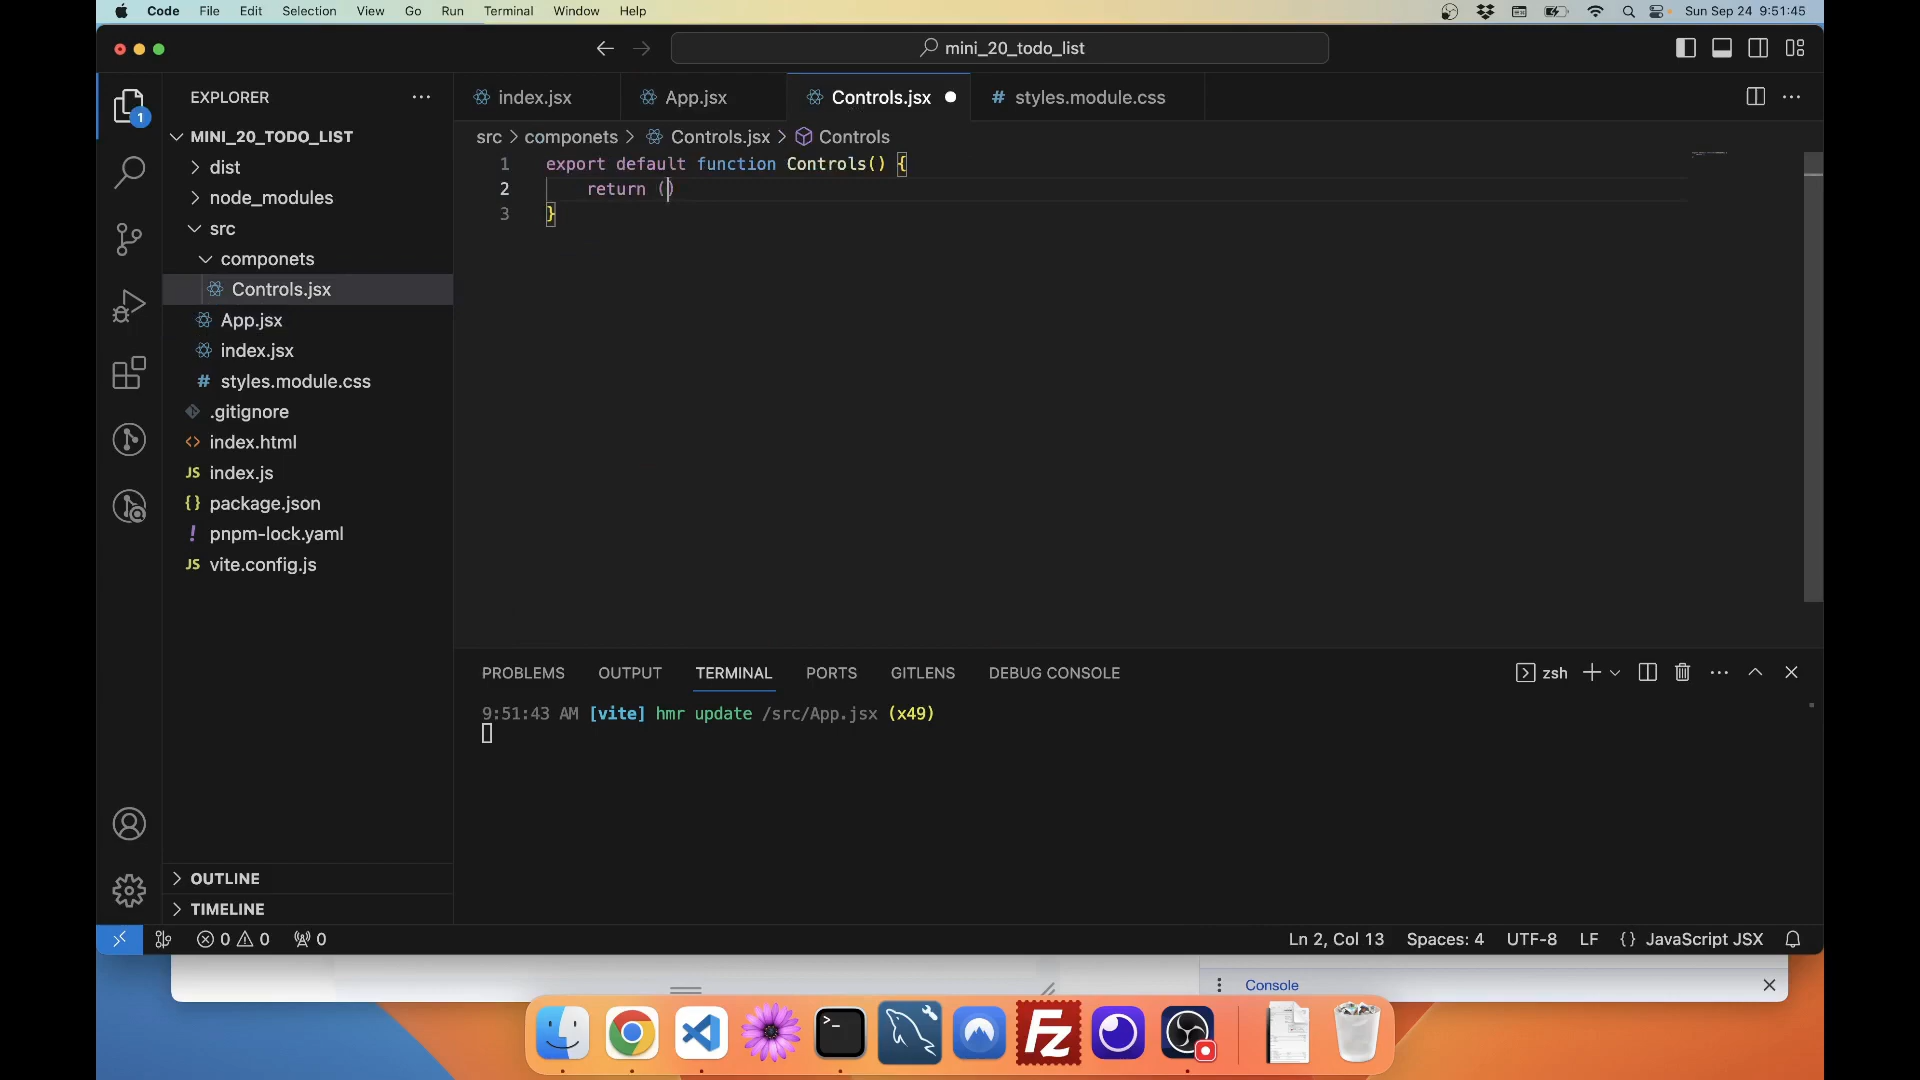 Code File Edit Selection View Go Run Terminal Window Help Sun Sep 24 9:51:45
mini_20_todo_list
EXPLORER
index.jsx App.jsx Controls.jsx # styles.module.css
MINI_20_TODO_LIST
src > componets > Controls.jsx > Controls
dist
node_modules
src
componets
Controls.jsx
App.jsx
index.jsx
# styles.module.css
.gitignore
<> index.html
JS index.js
{} package.json
! pnpm-lock.yaml
JS vite.config.js
OUTLINE
TIMELINE
1 export default function Controls() {
2 return ()
3 }
PROBLEMS OUTPUT TERMINAL PORTS GITLENS DEBUG CONSOLE zsh
9:51:43 AM [vite] hmr update /src/App.jsx (x49)
0 0 0 Ln 2, Col 13 Spaces: 4 UTF-8 LF {} JavaScript JSX
Console
1
Fz